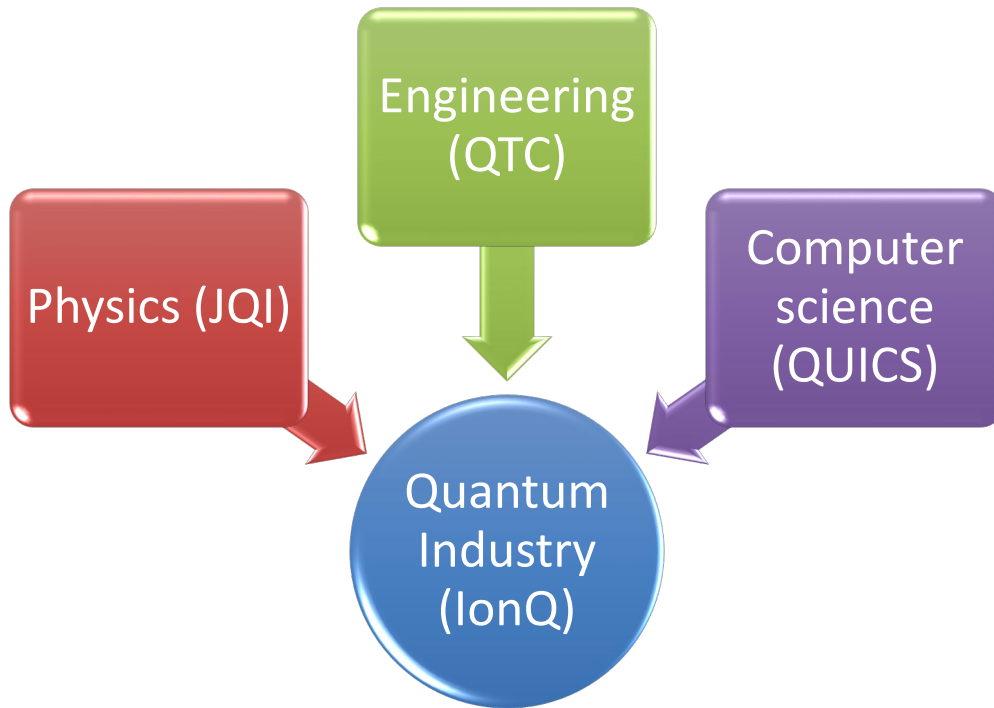 Engineering
(QTC)
Physics (JQI)
Computer
science
(QUICS)
Quantum
Industry
(IonQ)